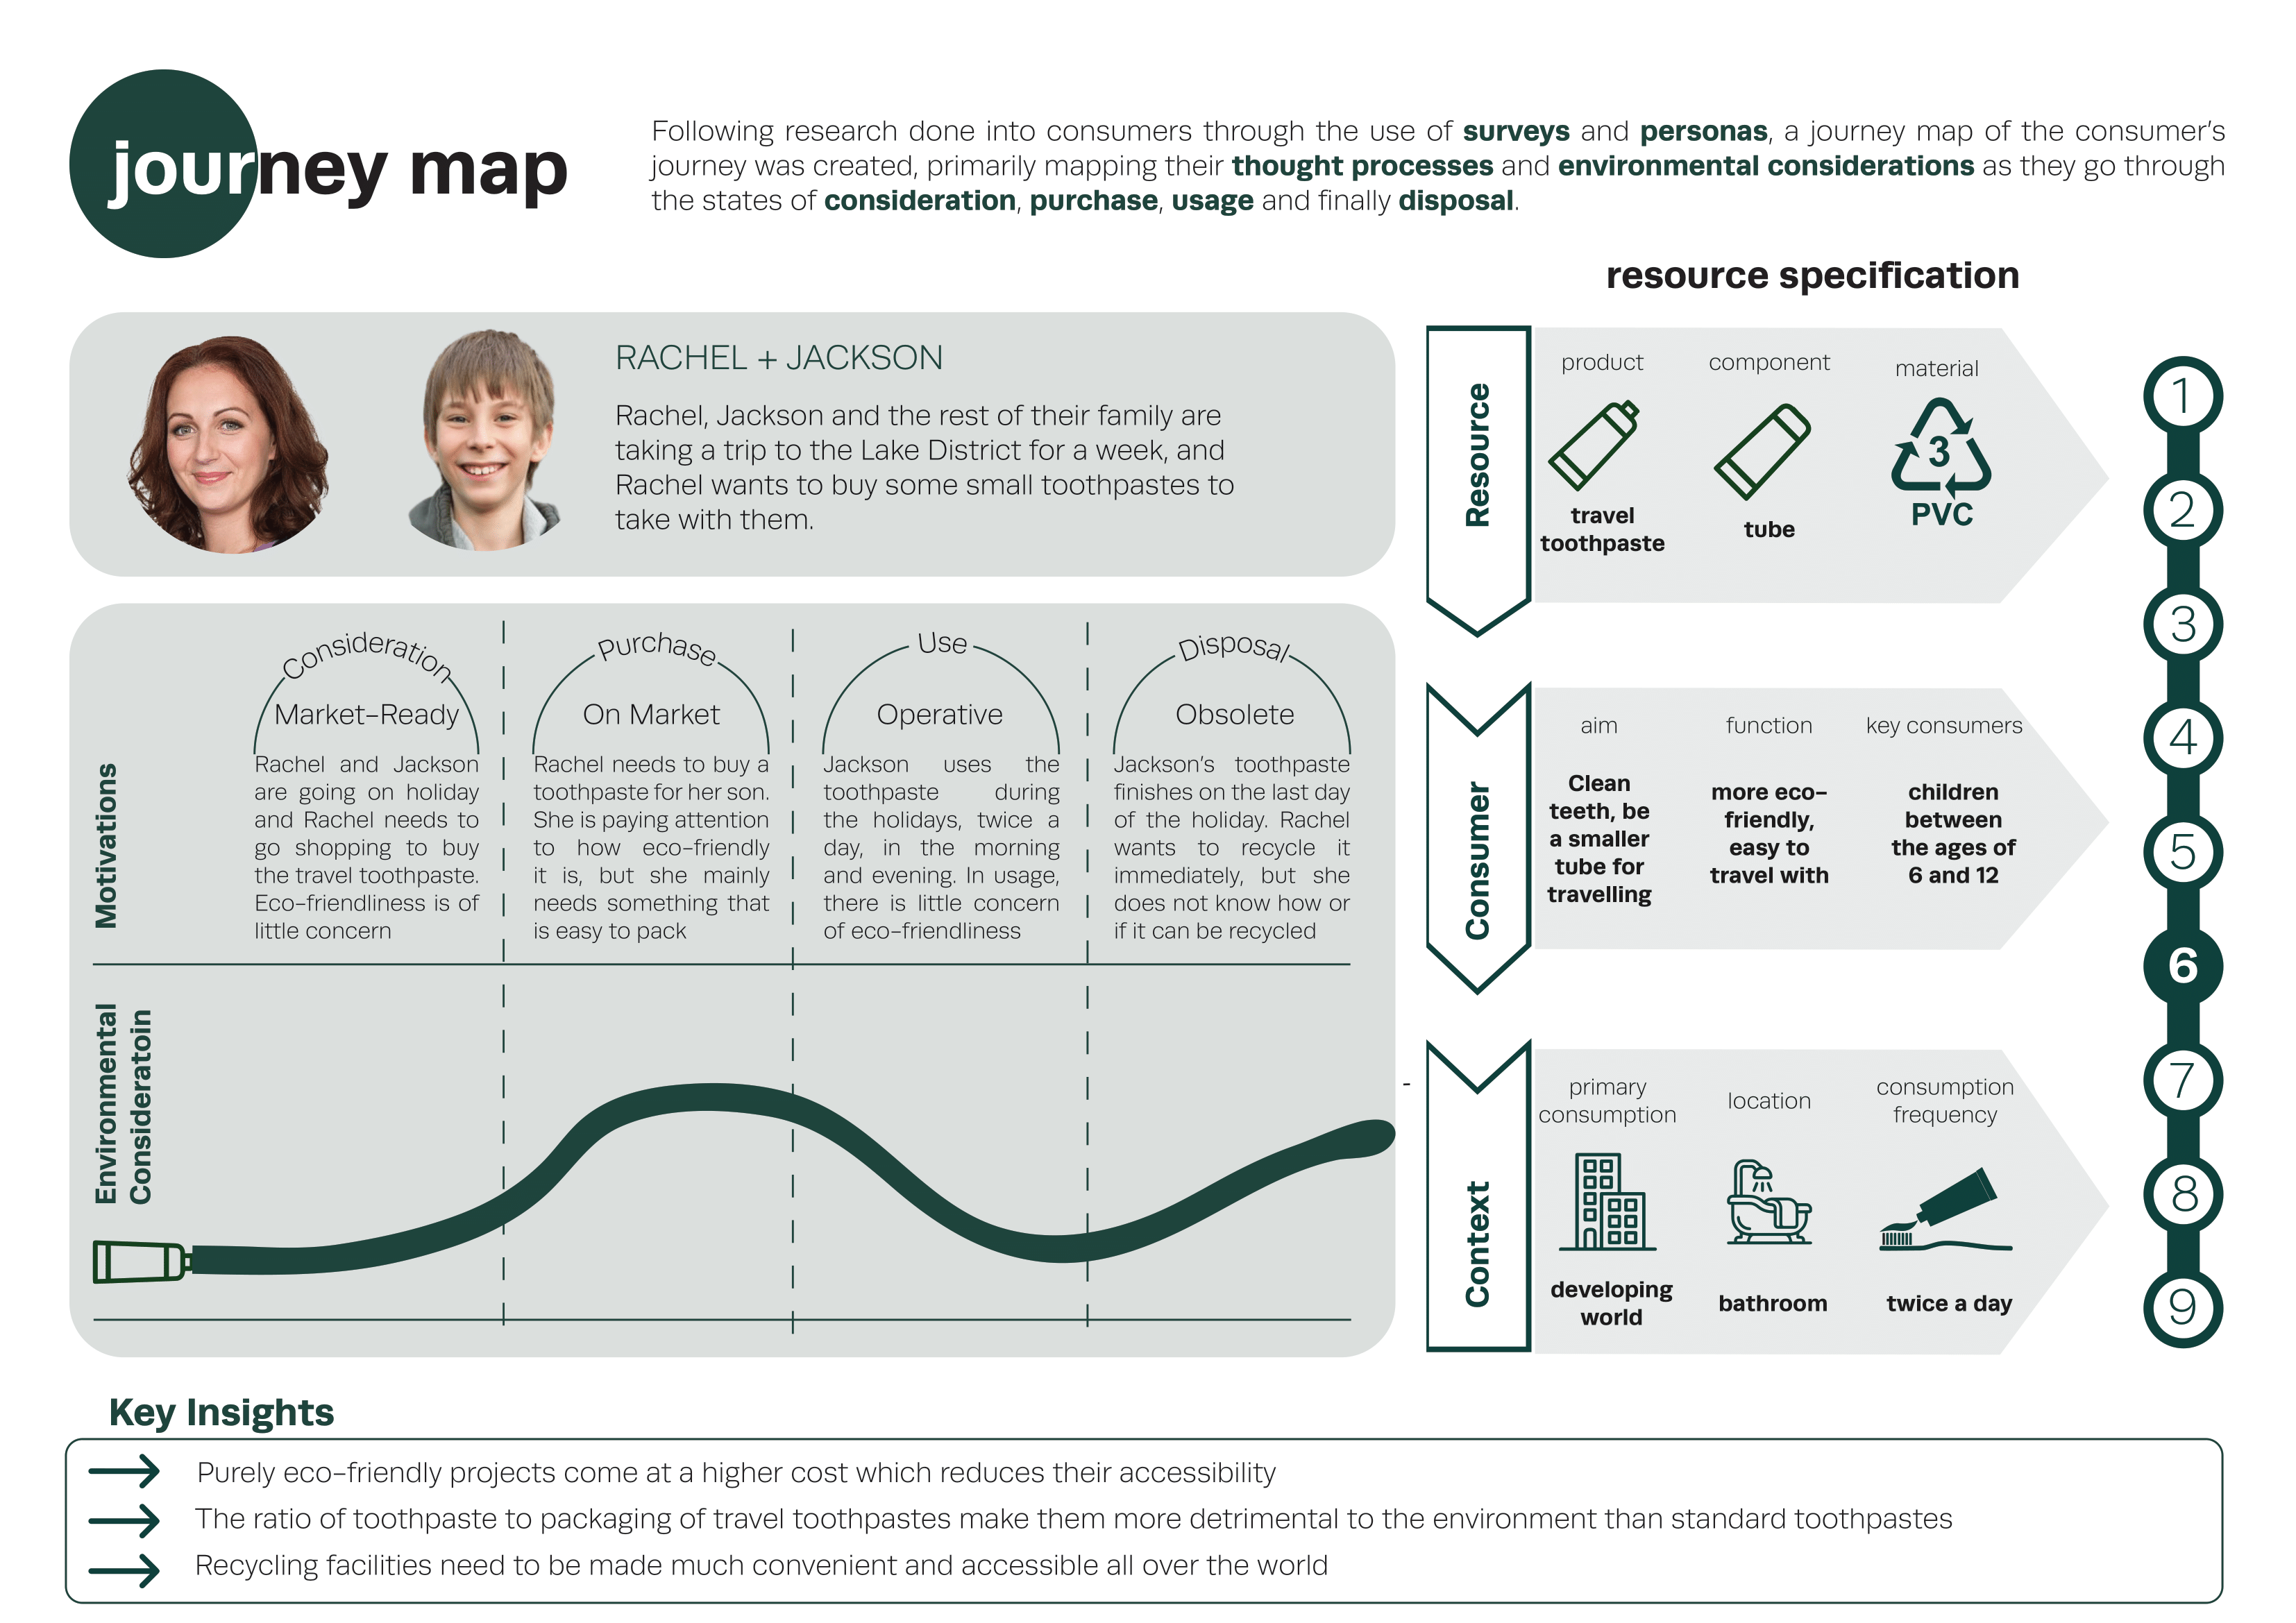 journey map
Following research done into consumers through the use of surveys and personas, a journey map of the consumer's
journey was created, primarily mapping their thought processes and environmental considerations as they go through
the states of consideration, purchase, usage and finally disposal.
RACHEL + JACKSON
Rachel, Jackson and the rest of their family are
taking a trip to the Lake District for a week, and
Rachel wants to buy some small toothpastes to
take with them.
Motivations
Consideration
Market-Ready
Rachel and Jackson
are going on holiday
and Rachel needs to
go shopping to buy
the travel toothpaste.
Eco-friendliness is of
little concern
Purchase
On Market
Rachel needs to buy a
toothpaste for her son.
She is paying attention
to how eco-friendly
it is, but she mainly
needs something that
is easy to pack
Use
Operative
Jackson uses the
toothpaste during
the holidays, twice a
day, in the morning
and evening. In usage,
there is little concern
of eco-friendliness
Disposal
Obsolete
Jackson's toothpaste
finishes on the last day
of the holiday. Rachel
wants to recycle it
immediately, but she
does not know how or
if it can be recycled
Environmental
Consideratoin
resource specification
Resource
product
travel
toothpaste
component
tube
material
3
PVC
Consumer
aim
Clean
teeth, be
a smaller
tube for
travelling
function
more eco-
friendly,
easy to
travel with
key consumers
children
between
the ages of
6 and 12
-
Context
primary
consumption
developing
world
location
bathroom
consumption
frequency
twice a day
1
2
3
4
5
6
7
8
9
Key Insights
Purely eco-friendly projects come at a higher cost which reduces their accessibility
The ratio of toothpaste to packaging of travel toothpastes make them more detrimental to the environment than standard toothpastes
Recycling facilities need to be made much convenient and accessible all over the world